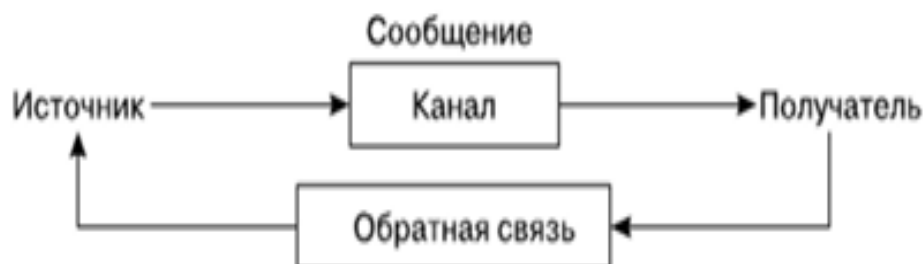 Сообщение
Источник
Канал
Получатель
Обратная связь